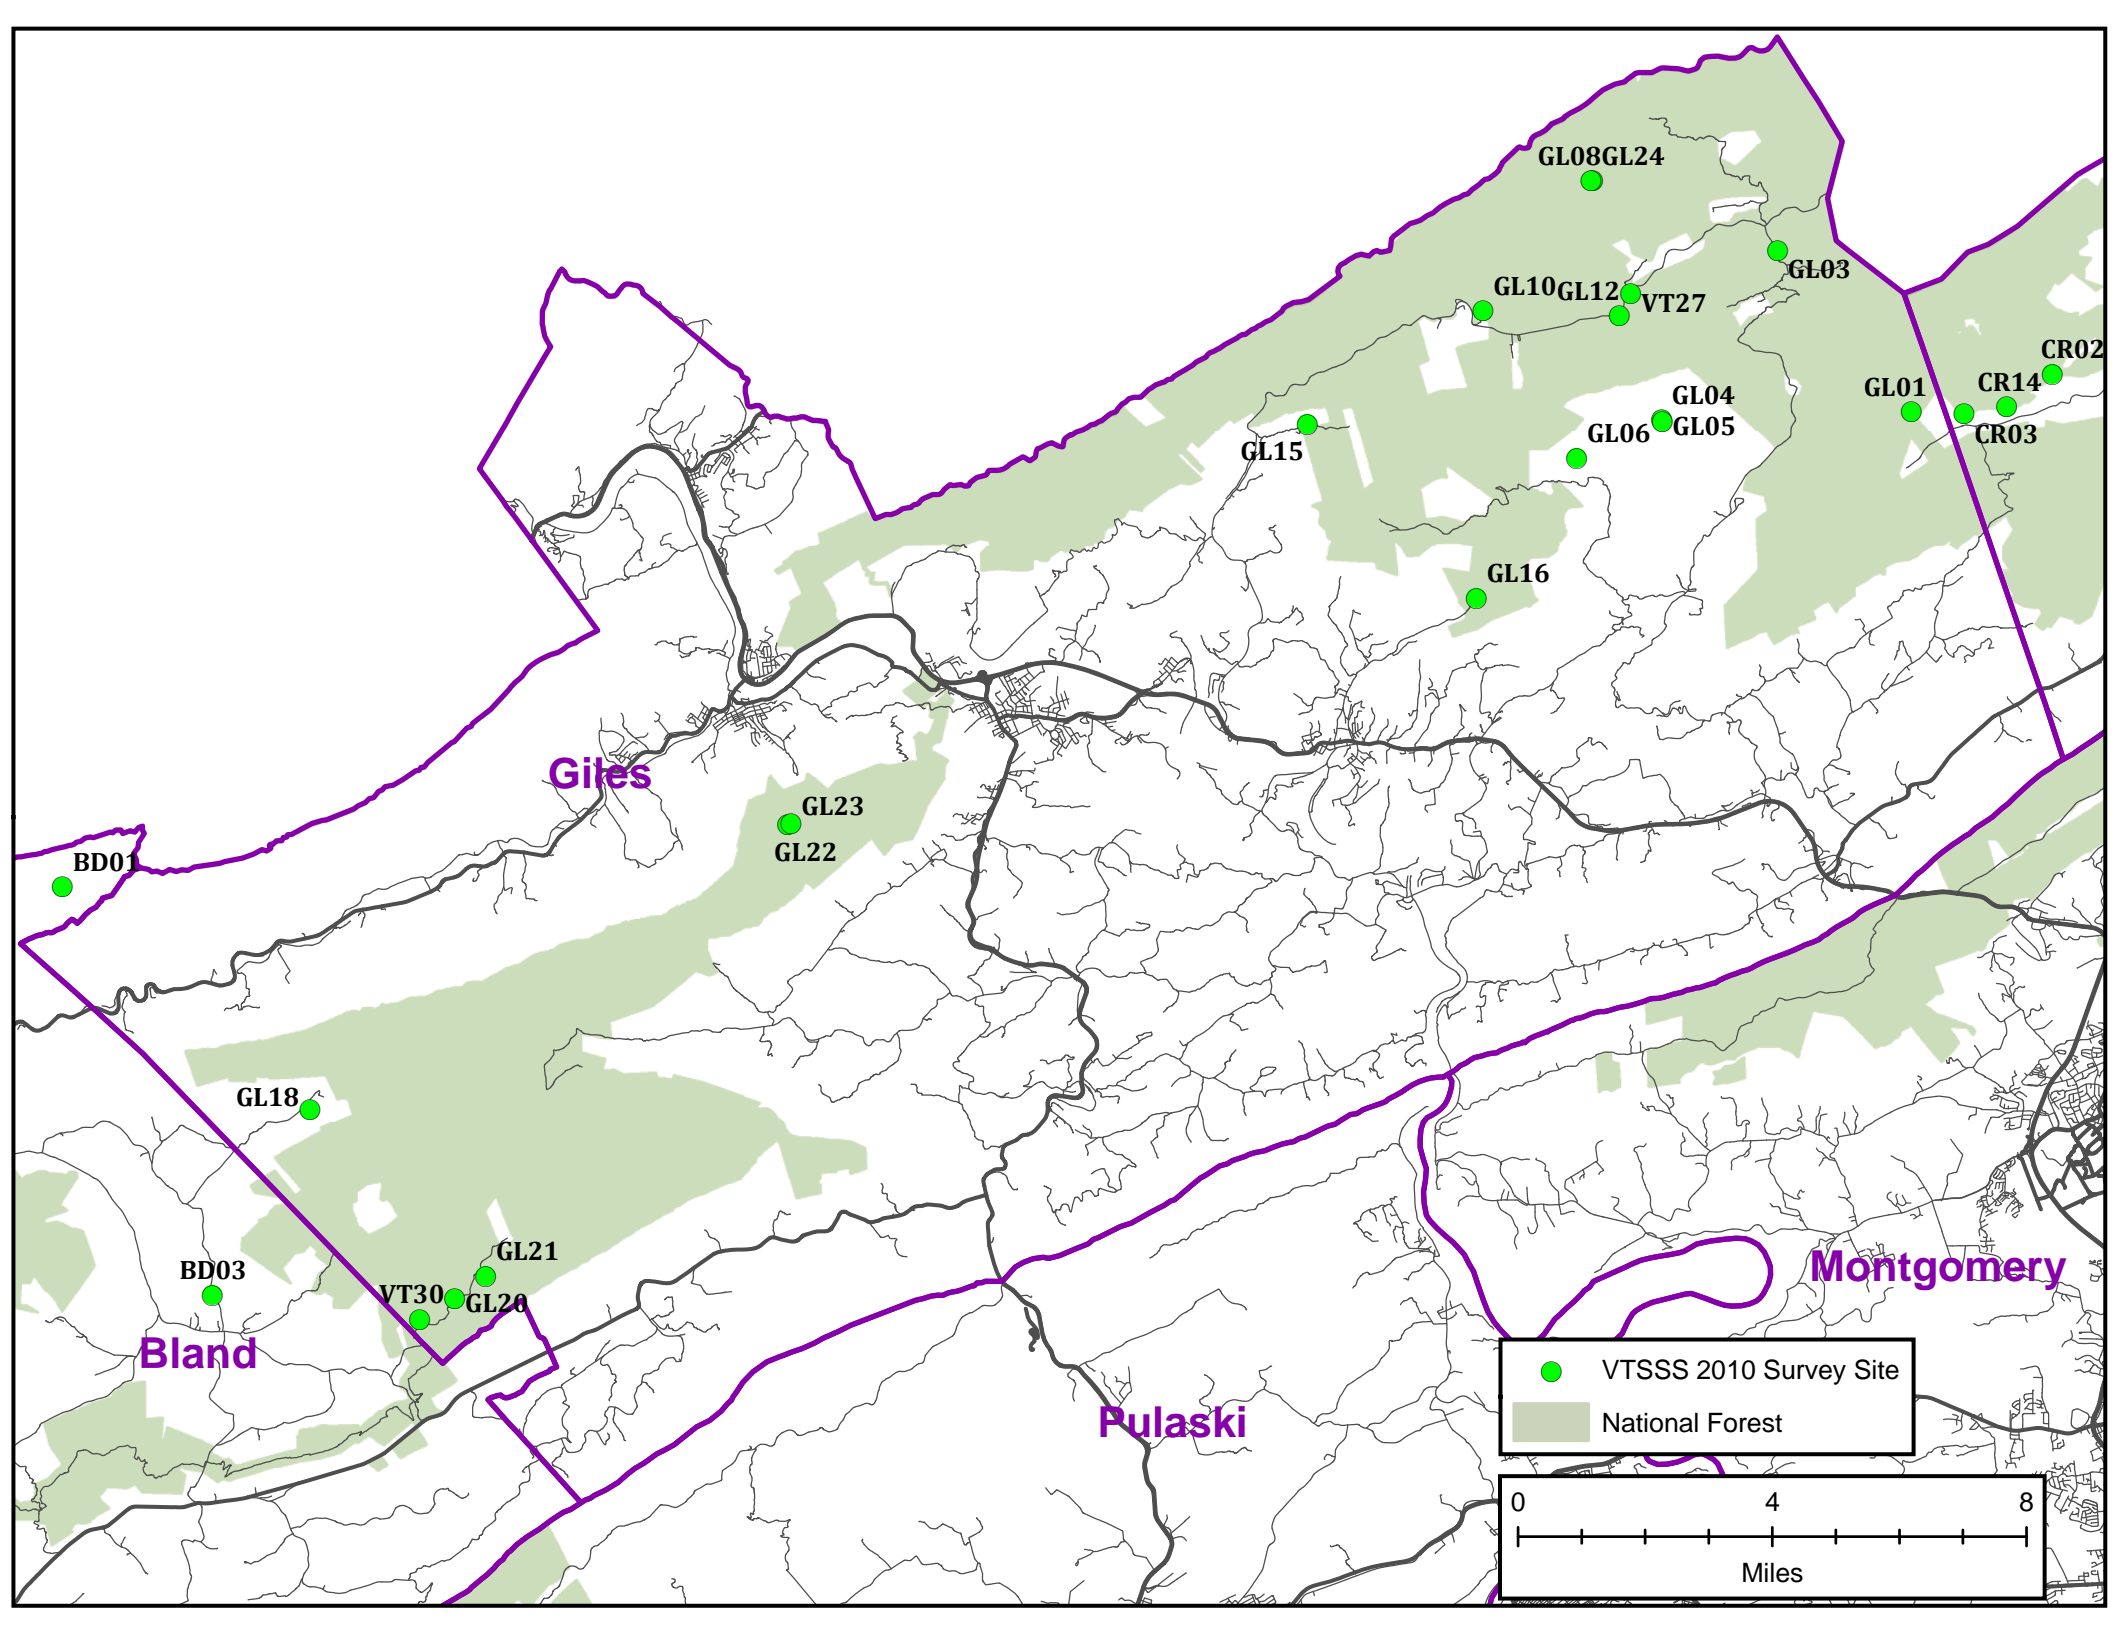 GL08GL24
GL03
GL10GL12
VT27
CR02
CR14
GL01
GL04
GL05
CR03
GL06
GL15
GL16
Giles
GL23
GL22
BD01
GL18
GL21
BD03
VT30
GL20
Montgomery
Bland
Pulaski
VTSSS 2010 Survey Site
National Forest
0 4 8
Miles